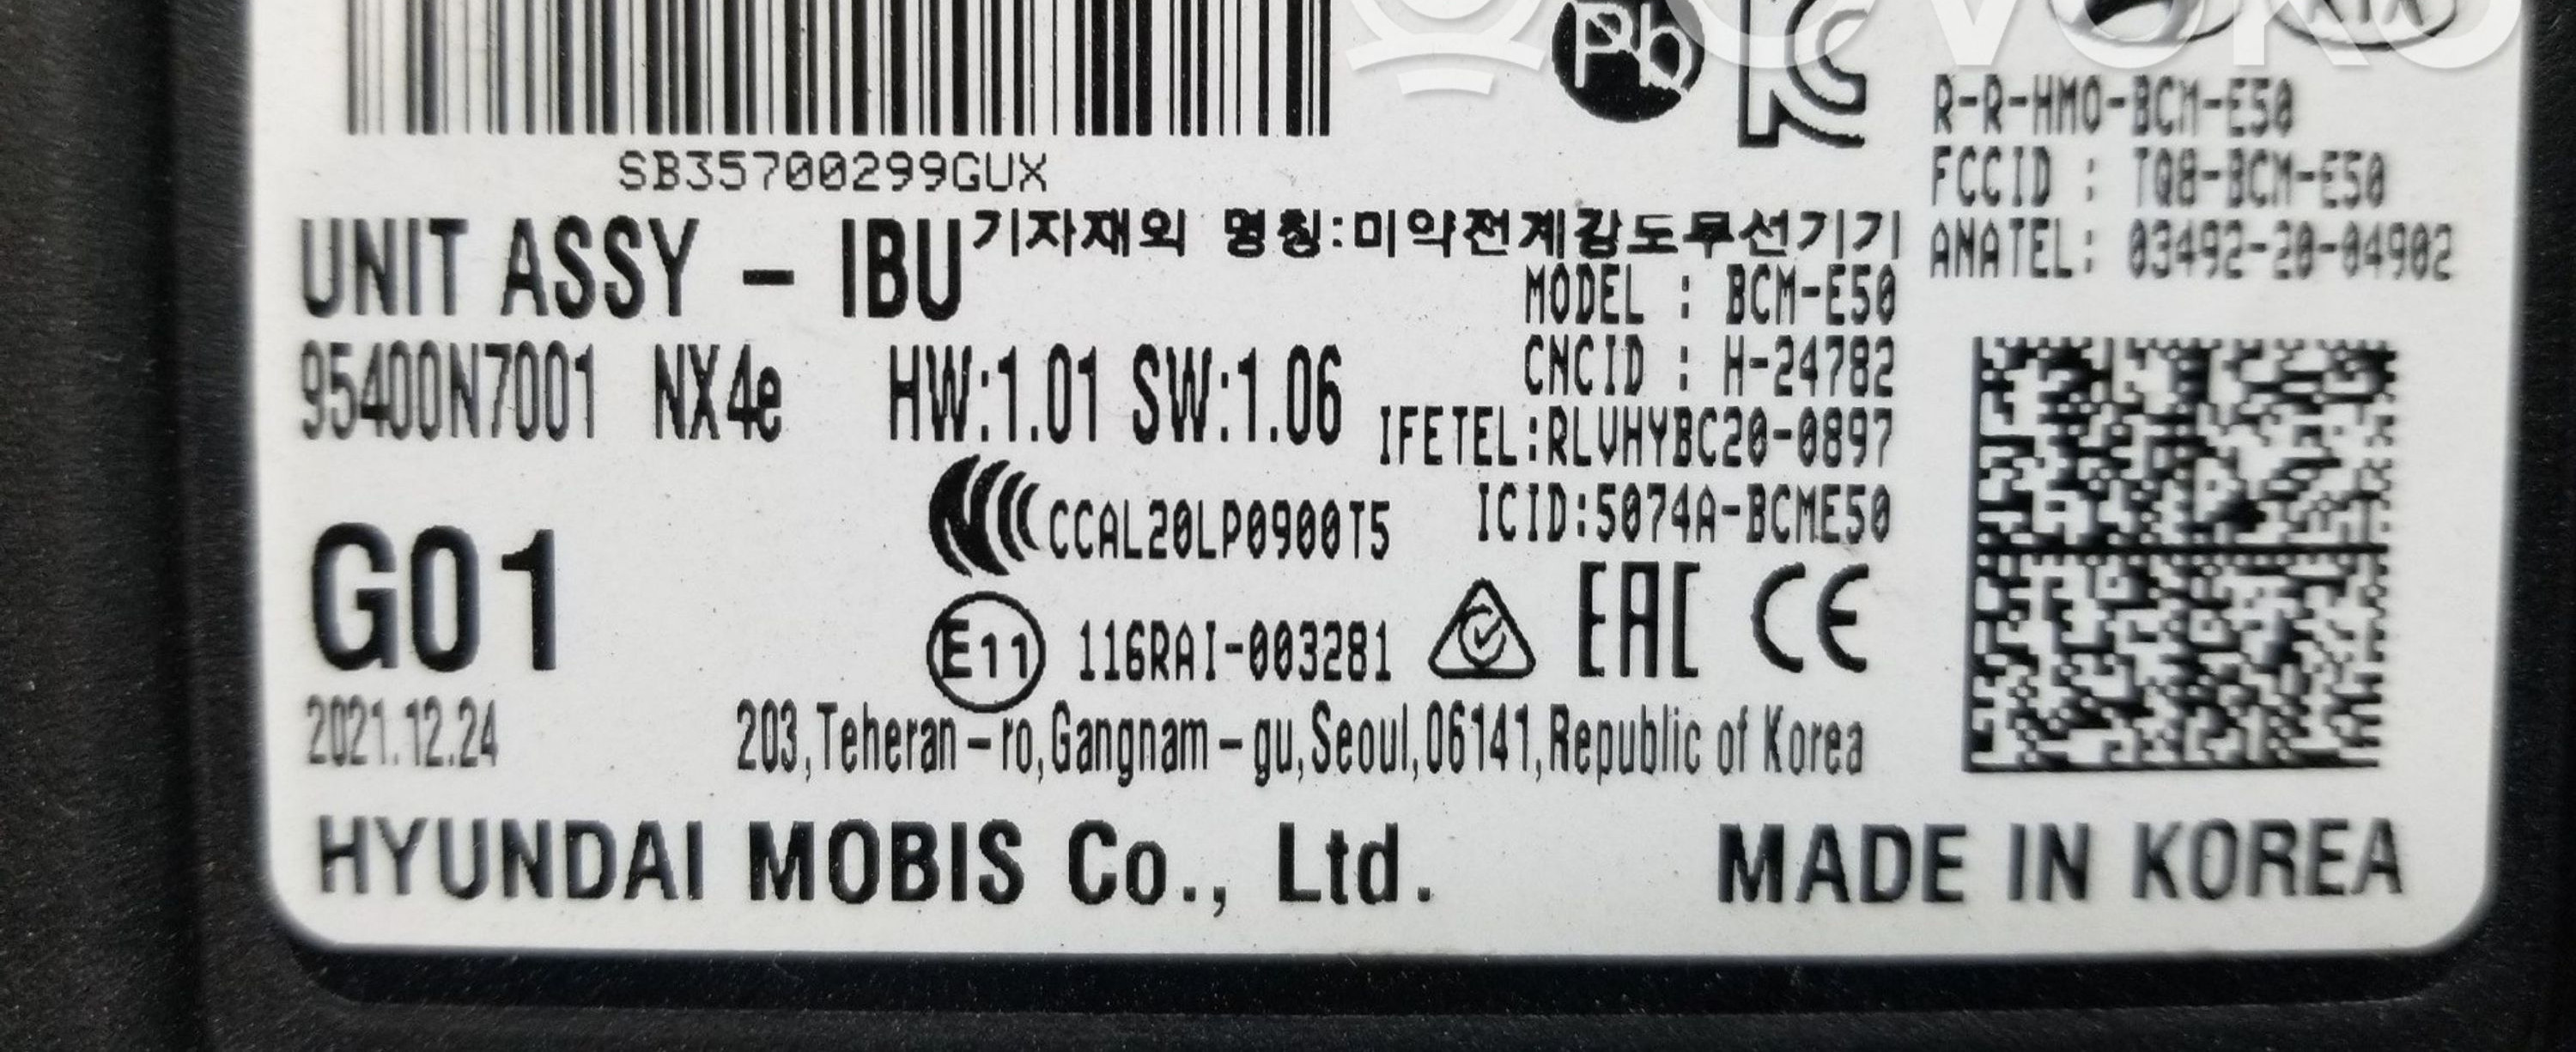 SB35700299GUX
Pb
R-R-HMO-BCM-E50
FCCID : TQ8-BCM-E50
ANATEL: 03492-20-04902
UNIT ASSY - IBU
기자재의 명칭:미약전계강도무선기기
MODEL : BCM-E50
95400N7001 NX4e HW:1.01 SW:1.06
CNCID : H-24782
IFETEL:RLVHYBC20-0897
CCAL20LP0900T5
ICID:5074A-BCME50
G01
E11 116RAI-003281
EAC CE
2021.12.24
203,Teheran-ro,Gangnam-gu,Seoul,06141,Republic of Korea
HYUNDAI MOBIS Co., Ltd. MADE IN KOREA